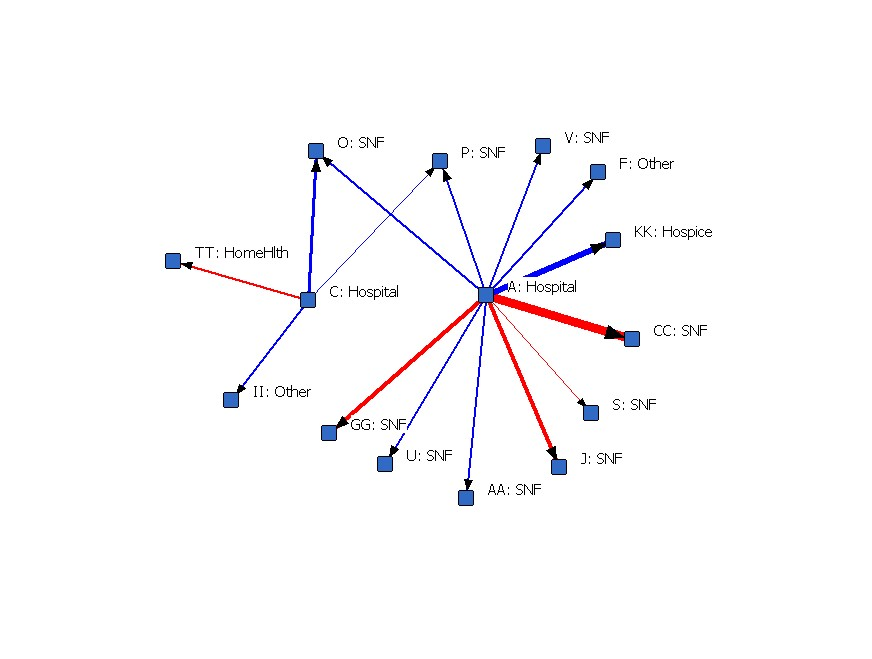 V: SNF
O: SNF
P: SNF
F: Other
KK: Hospice
TT: HomeHlth
A: Hospital
C: Hospital
CC: SNF
II: Other
S: SNF
GG: SNF
U: SNF
J: SNF
AA: SNF